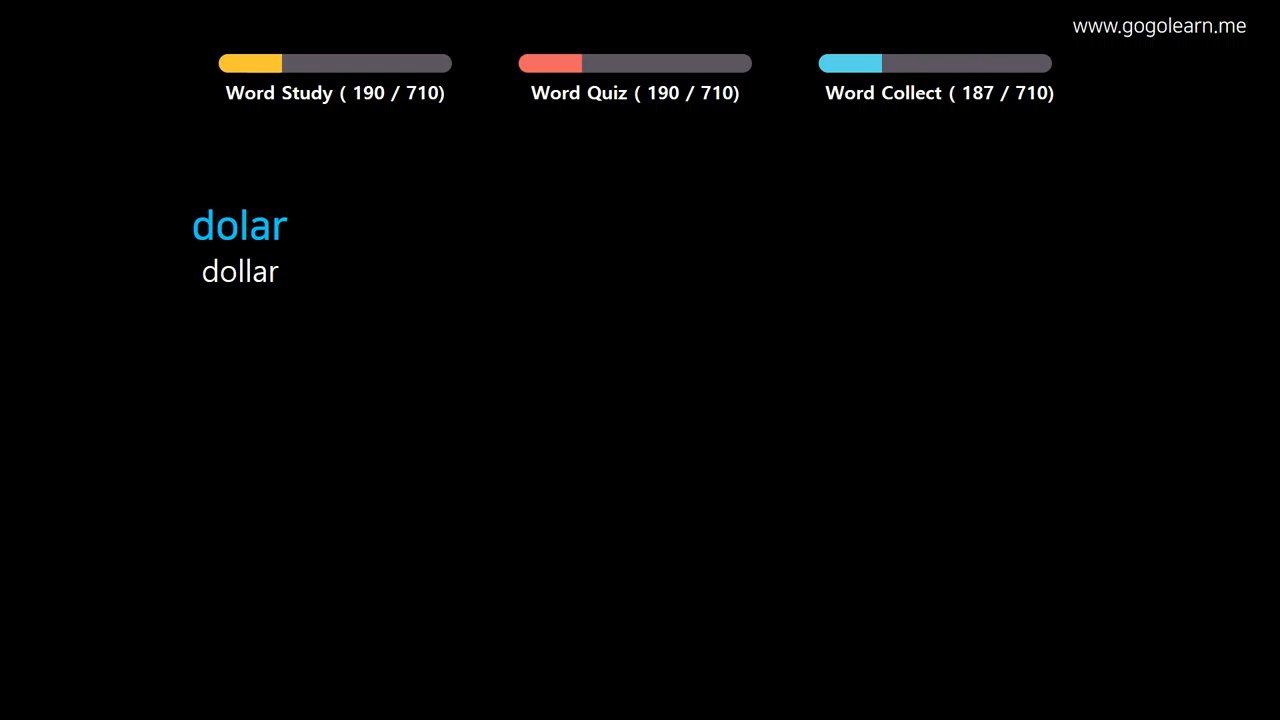 www.gogolearn.me
Word Study ( 190 / 710)
Word Quiz ( 190 / 710)
Word Collect ( 187 / 710)
dolar
dollar